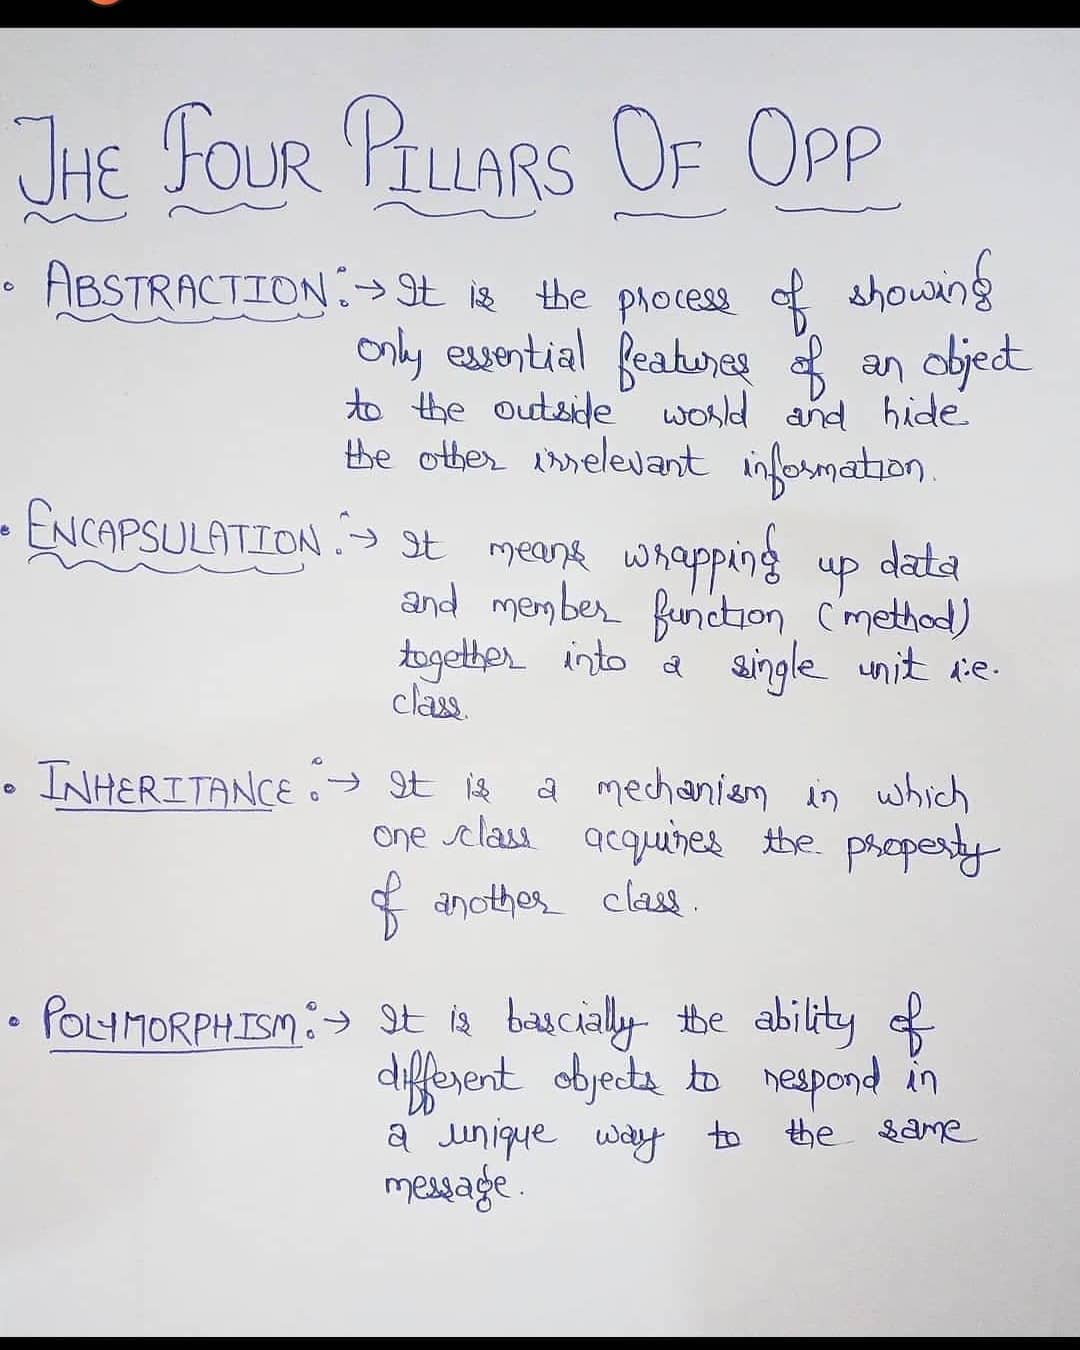 THE FOUR PILLARS OF OPP
• ABSTRACTION :→ It is the process of showing
only essential features of an object
to the outside world and hide
the other irrelevant information.
• ENCAPSULATION :→ It means wrapping up data
and member function (method)
together into a single unit i.e.
class.
• INHERITANCE :→ It is a mechanism in which
one class acquires the property
of another class.
• POLYMORPHISM :→ It is bascially the ability of
different objects to respond in
a unique way to the same
message.